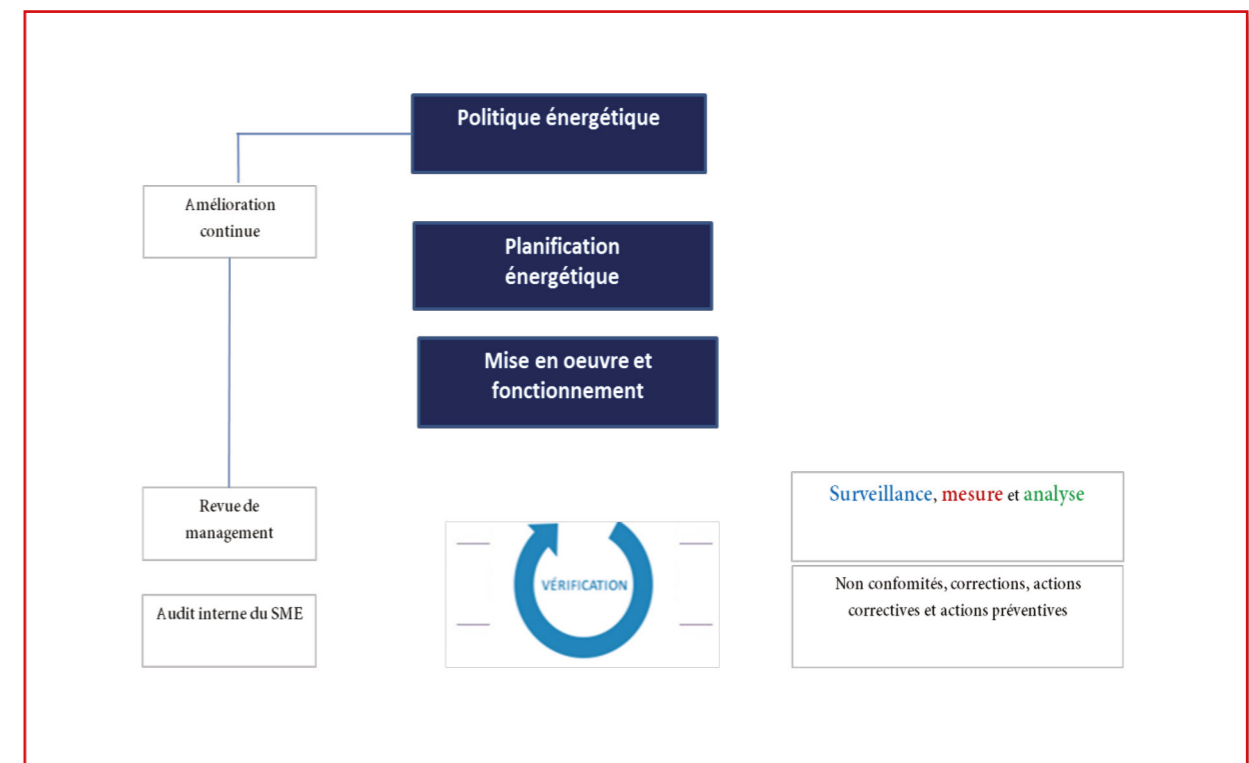 Politique énergétique
Amélioration
continue
Planification
énergétique
Mise en oeuvre et
fonctionnement
Revue de
management
Audit interne du SME
VÉRIFICATION
Surveillance, mesure et analyse
Non confomités, corrections, actions
correctives et actions préventives